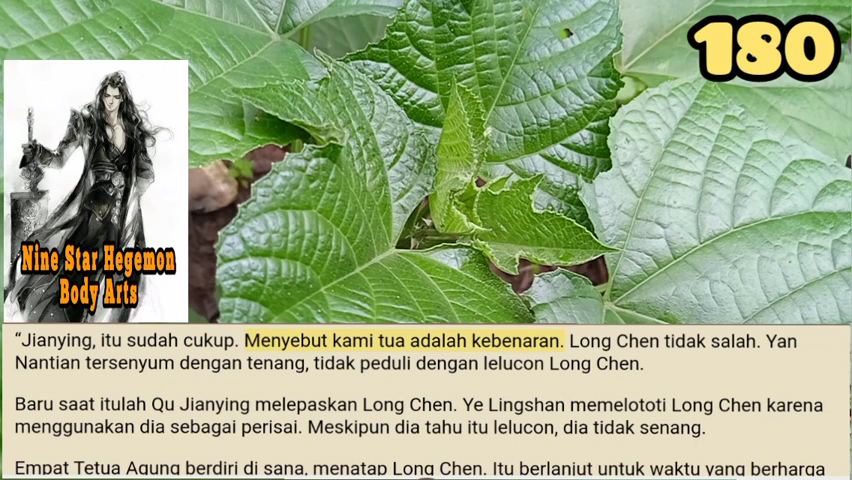 180
Nine Star Hegemon
Body Arts
“Jianying, itu sudah cukup. Menyebut kami tua adalah kebenaran. Long Chen tidak salah. Yan
Nantian tersenyum dengan tenang, tidak peduli dengan lelucon Long Chen.
Baru saat itulah Qu Jianying melepaskan Long Chen. Ye Lingshan memelototi Long Chen karena
menggunakan dia sebagai perisai. Meskipun dia tahu itu lelucon, dia tidak senang.
Empat Tetua Agung berdiri di sana, menatap Long Chen. Itu berlanjut untuk waktu yang berharga